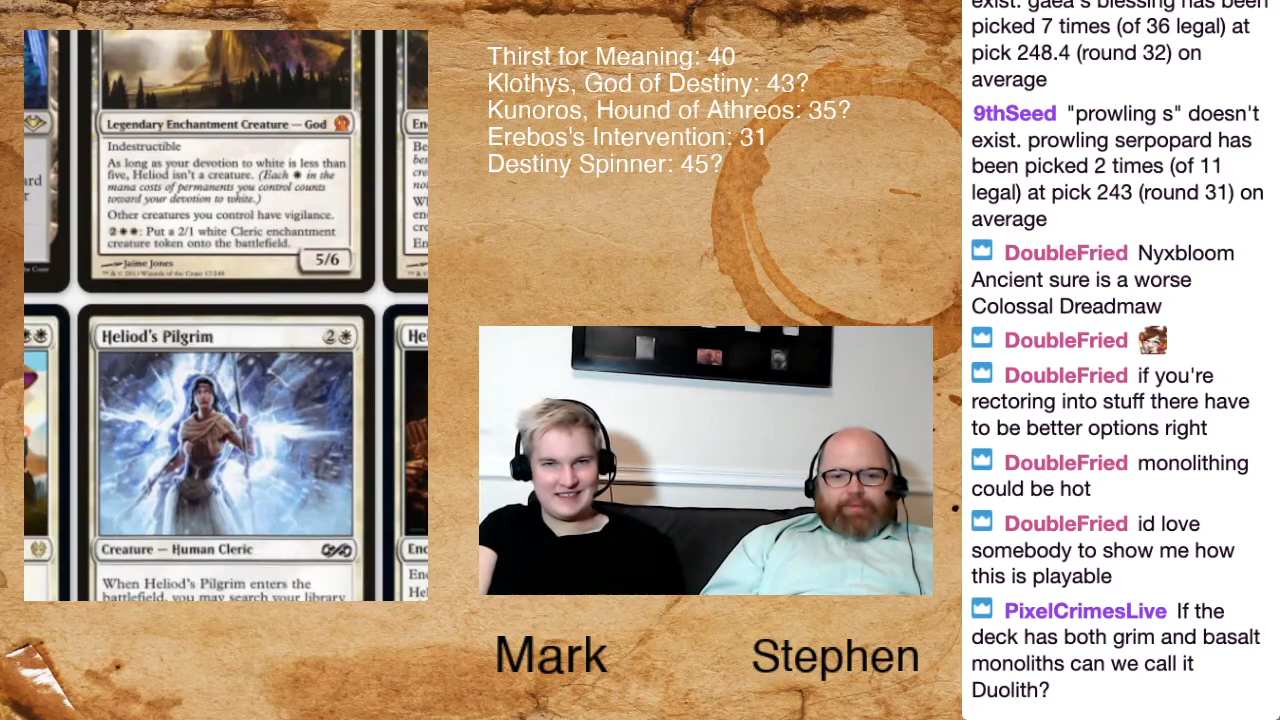 Legendary Enchantment Creature — God
Indestructible
As long as your devotion to white is less than
five, Heliod isn't a creature. (Each in the
mana costs of permanents you control counts
toward your devotion to white.)
Other creatures you control have vigilance.
2: Put a 2/1 white Cleric enchantment
creature token onto the battlefield.
Jaime Jones
5/6
Heliod's Pilgrim 2
Creature — Human Cleric
When Heliod's Pilgrim enters the
battlefield, you may search your library
Thirst for Meaning: 40
Klothys, God of Destiny: 43?
Kunoros, Hound of Athreos: 35?
Erebos's Intervention: 31
Destiny Spinner: 45?
Mark
Stephen
exist. gaea's blessing has been
picked 7 times (of 36 legal) at
pick 248.4 (round 32) on
average
9thSeed "prowling s" doesn't
exist. prowling serpopard has
been picked 2 times (of 11
legal) at pick 243 (round 31) on
average
DoubleFried Nyxbloom
Ancient sure is a worse
Colossal Dreadmaw
DoubleFried
DoubleFried if you're
rectoring into stuff there have
to be better options right
DoubleFried monolithing
could be hot
DoubleFried id love
somebody to show me how
this is playable
PixelCrimesLive If the
deck has both grim and basalt
monoliths can we call it
Duolith?